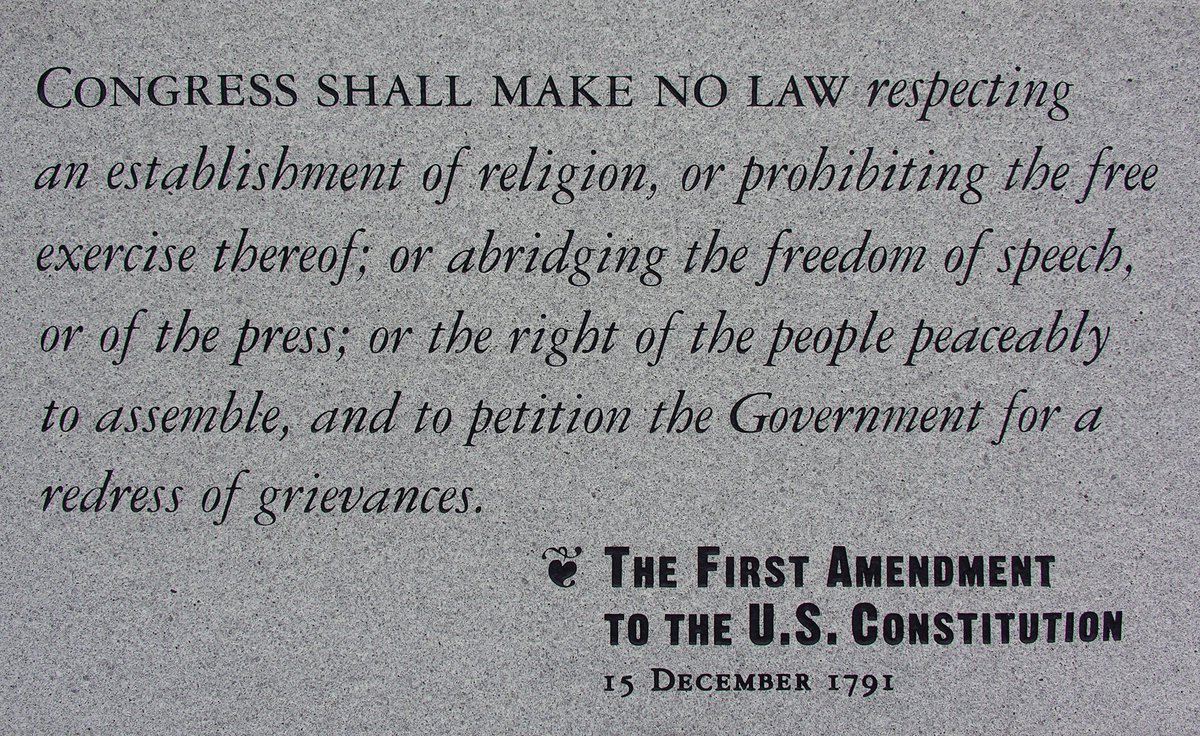 CONGRESS SHALL MAKE NO LAW respecting
an establishment of religion, or prohibiting the free
exercise thereof; or abridging the freedom of speech,
or of the press; or the right of the people peaceably
to assemble, and to petition the Government for a
redress of grievances.
❦ THE FIRST AMENDMENT
TO THE U.S. CONSTITUTION
15 DECEMBER 1791